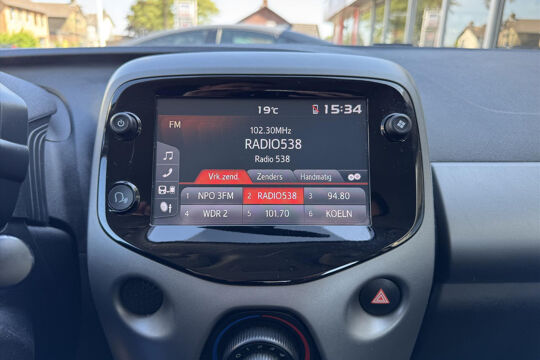 19°C
15:34
FM
102.30MHz
RADIO538
Radio 538
Vrk. zend. Zenders Handmatig
1 NPO 3FM 2 RADIO538 3 94.80
4 WDR 2 5 101.70 6 KOELN